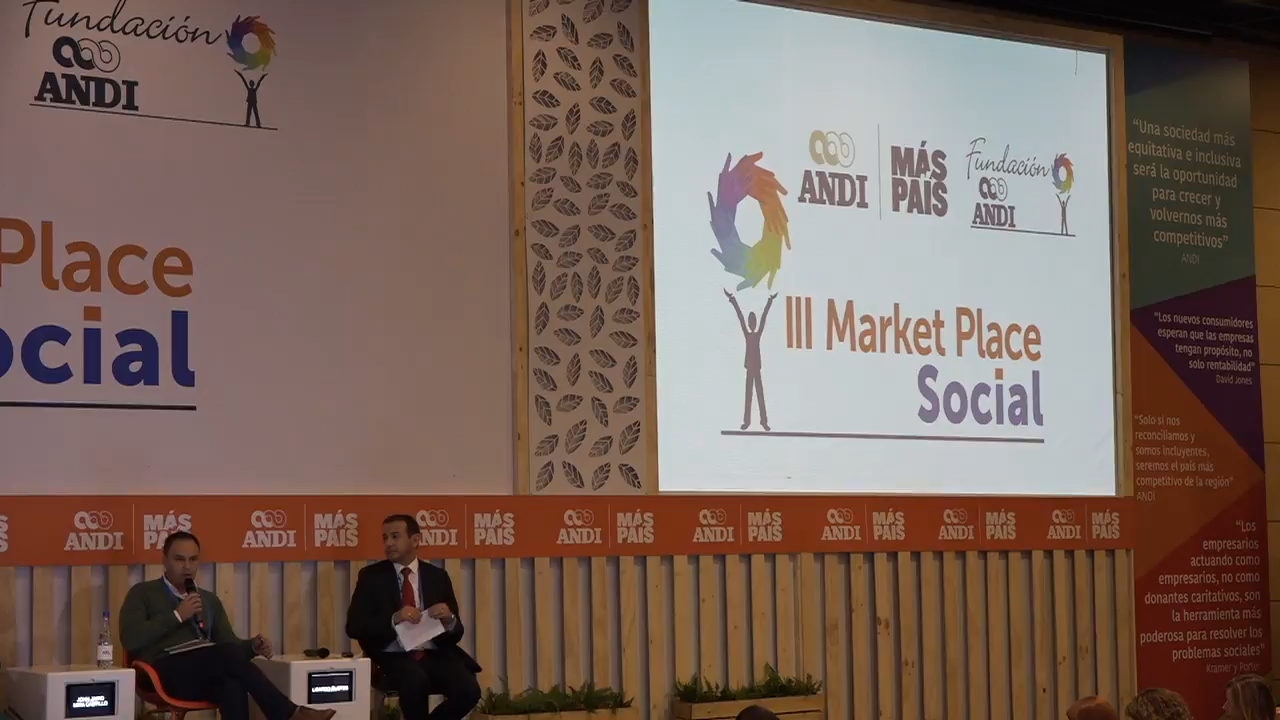 Fundación
ANDI
Place
ocial
ANDI
MÁS
PAÍS
Fundación
ANDI
III Market Place
Social
“Una sociedad más
equitativa e inclusiva
será la oportunidad
para crecer y
volvernos más
competitivos”
ANDI
“Los nuevos consumidores
esperan que las empresas
tengan propósito, no
solo rentabilidad”
David Jones
“Solo si nos
reconciliamos y
somos incluyentes,
seremos el país más
competitivo de la región”
ANDI
“Los
empresarios
actuando como
empresarios, no como
donantes caritativos, son
la herramienta más
poderosa para resolver los
problemas sociales”
Kramer y Porter
S
ANDI MÁS PAÍS
ANDI MÁS PAÍS
ANDI MÁS PAÍS
ANDI MÁS PAÍS
ANDI MÁS PAÍS
ANDI MÁS PAÍS
ANDI MÁS PAÍS
ANDI MÁS PAÍS